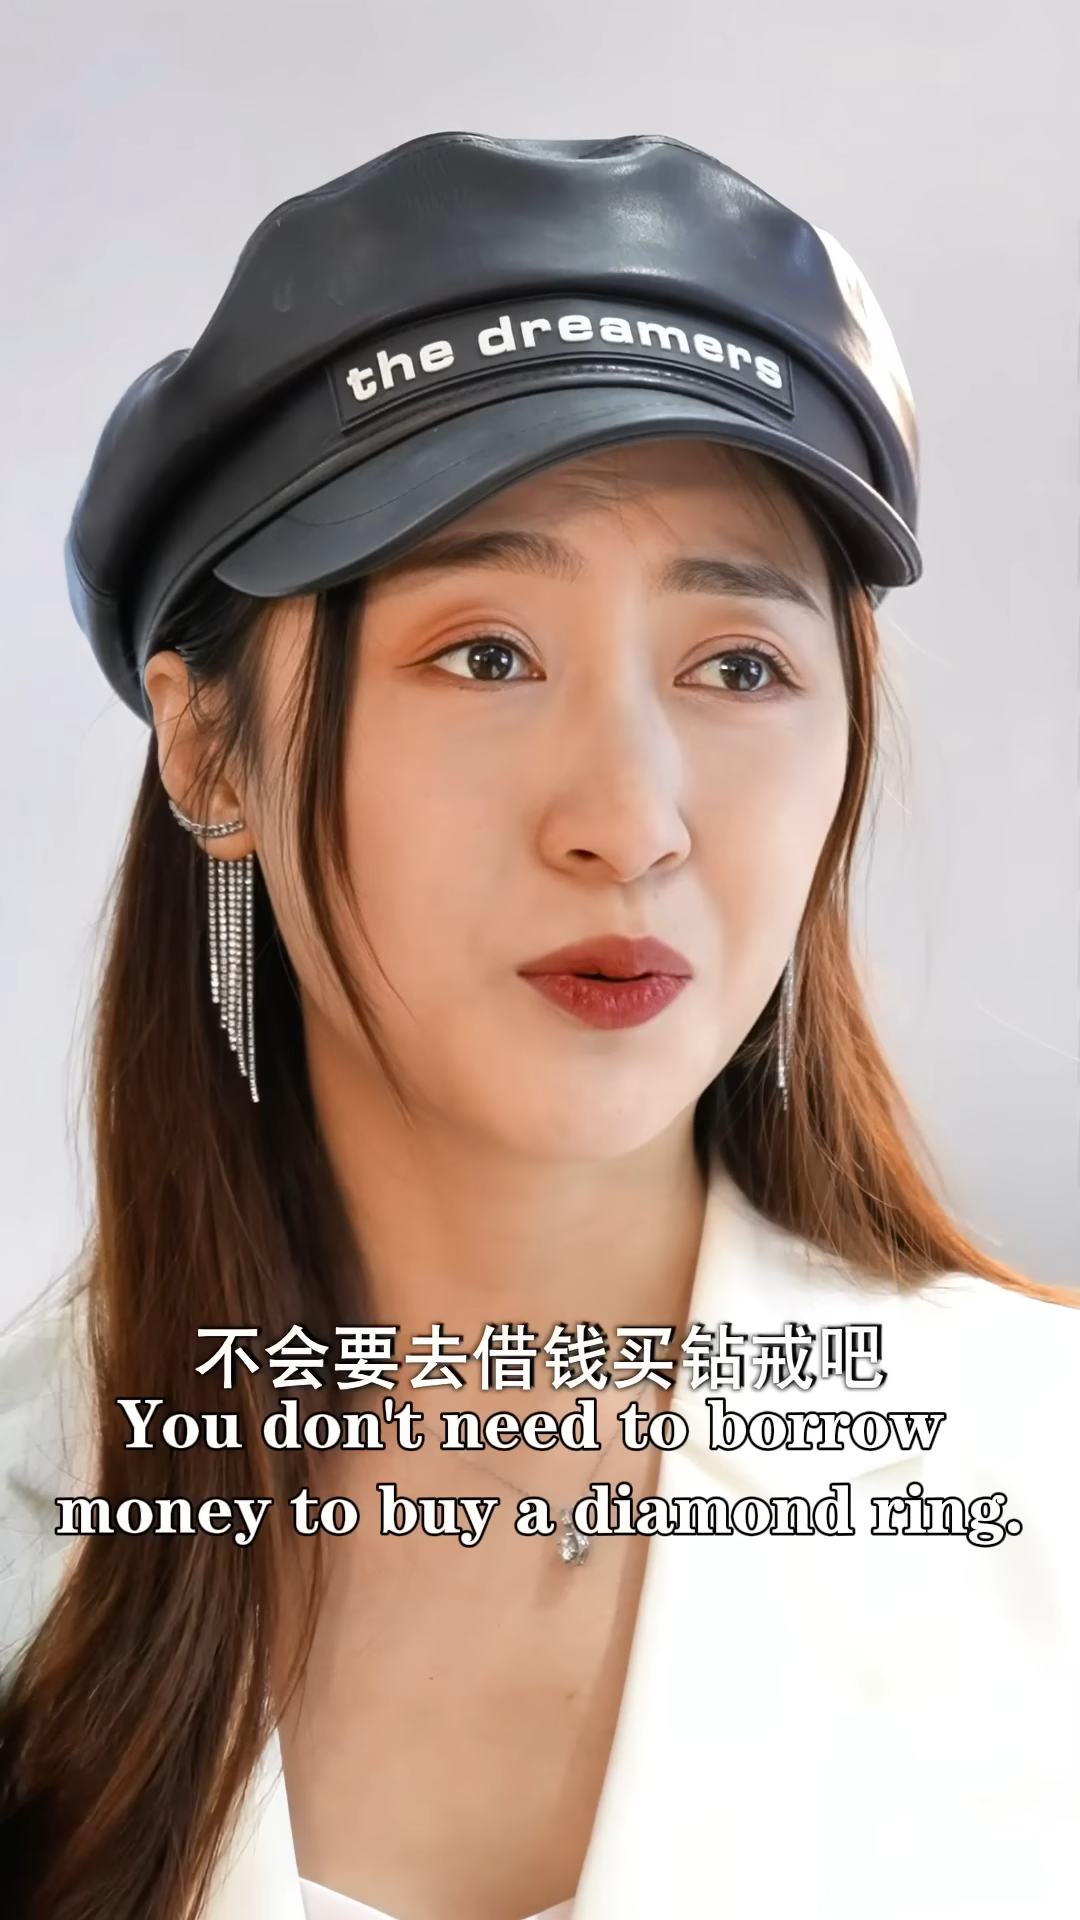 the dreamers
不会要去借钱买钻戒吧
You don't need to borrow
money to buy a diamond ring.